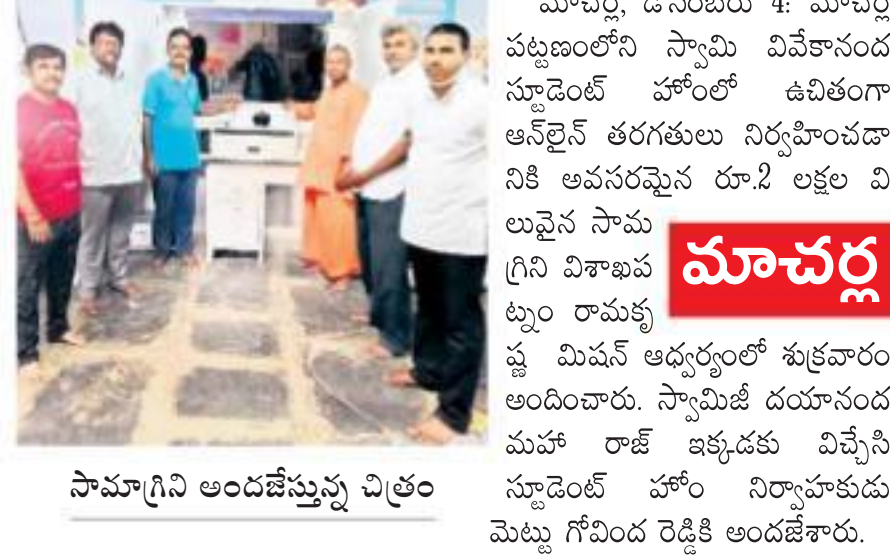 మాచర్ల, డిసెంబరు 4: మాచర్ల
పట్టణంలోని స్వామి వివేకానంద
స్టూడెంట్ హోంలో ఉచితంగా
ఆన్‌లైన్ తరగతులు నిర్వహించడా
నికి అవసరమైన రూ.2 లక్షల వి
లువైన సామ
గ్రిని విశాఖప
ట్నం రామకృ
ష్ణ మిషన్ ఆధ్వర్యంలో శుక్రవారం
అందించారు. స్వామిజీ దయానంద
మహా రాజ్ ఇక్కడకు విచ్చేసి
స్టూడెంట్ హోం నిర్వాహకుడు
మెట్టు గోవింద రెడ్డికి అందజేశారు.
మాచర్ల
సామాగ్రిని అందజేస్తున్న చిత్రం